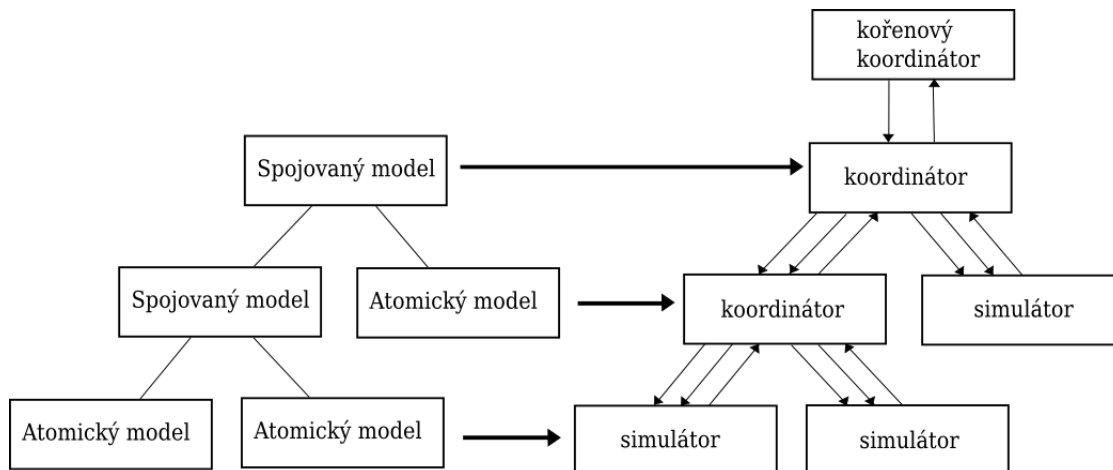 kořenový
koordinátor
Spojovaný model
koordinátor
Spojovaný model
Atomický model
koordinátor
simulátor
Atomický model
Atomický model
simulátor
simulátor